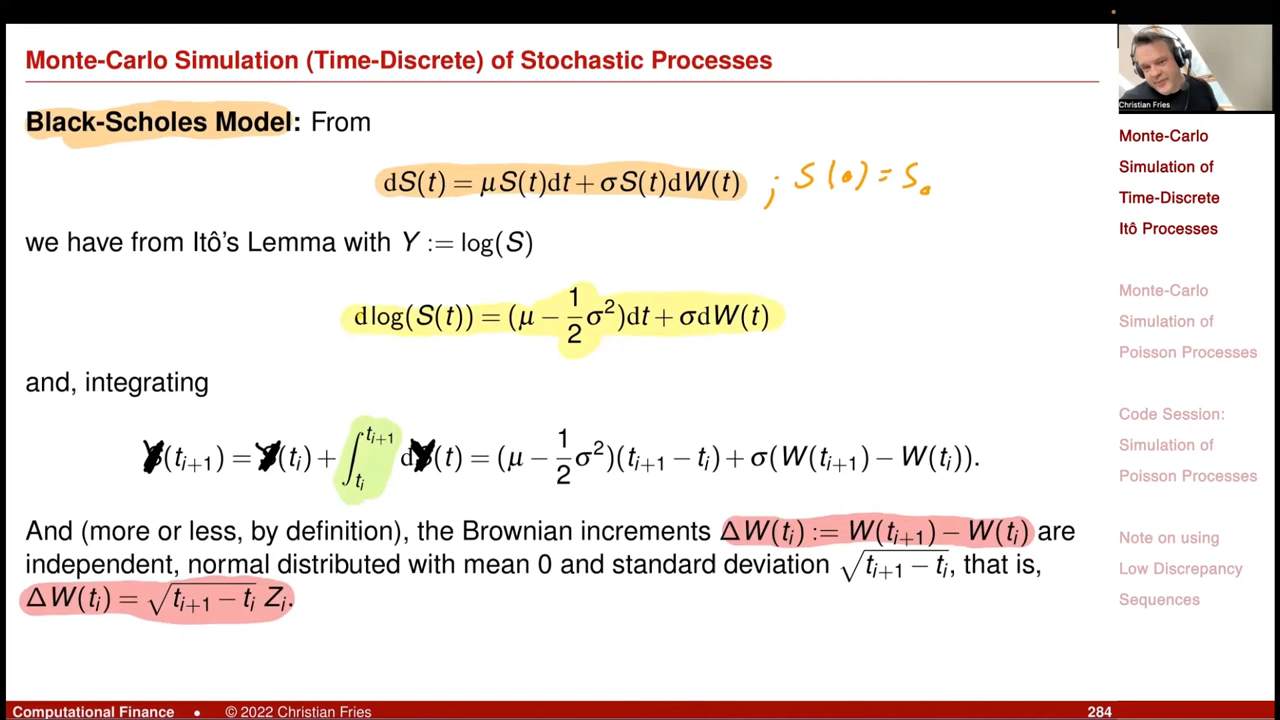 Monte-Carlo Simulation (Time-Discrete) of Stochastic Processes
Black-Scholes Model: From
dS(t) = μS(t)dt + σS(t)dW(t) ; S(0) = S₀
we have from Itô's Lemma with Y := log(S)
dlog(S(t)) = (μ − 1/2 σ²)dt + σdW(t)
and, integrating
Y(tᵢ₊₁) = Y(tᵢ) + ∫_{tᵢ}^{tᵢ₊₁} dY(t) = (μ − 1/2 σ²)(tᵢ₊₁ − tᵢ) + σ(W(tᵢ₊₁) − W(tᵢ)).
And (more or less, by definition), the Brownian increments ΔW(tᵢ) := W(tᵢ₊₁) − W(tᵢ) are
independent, normal distributed with mean 0 and standard deviation √(tᵢ₊₁ − tᵢ), that is,
ΔW(tᵢ) = √(tᵢ₊₁ − tᵢ) Zᵢ.
Christian Fries
Monte-Carlo
Simulation of
Time-Discrete
Itô Processes
Monte-Carlo
Simulation of
Poisson Processes
Code Session:
Simulation of
Poisson Processes
Note on using
Low Discrepancy
Sequences
Computational Finance • © 2022 Christian Fries 284